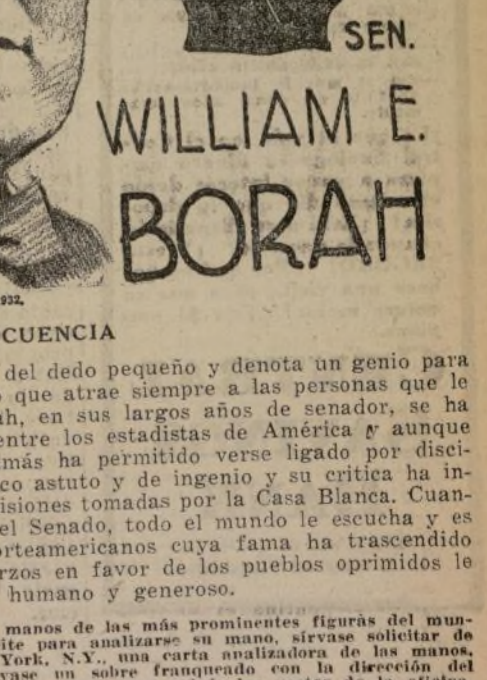 SEN.
WILLIAM E.
BORAH
932.
CUENCIA
del dedo pequeño y denota un genio para
o que atrae siempre a las personas que le
ah, en sus largos años de senador, se ha
entre los estadistas de América y aunque
más ha permitido verse ligado por disci-
co astuto y de ingenio y su critica ha in-
isiones tomadas por la Casa Blanca. Cuan-
el Senado, todo el mundo le escucha y es
orteamericanos cuya fama ha trascendido
rzos en favor de los pueblos oprimidos le
humano y generoso.
manos de las más prominentes figuras del mun-
ite para analizarse su mano, sírvase solicitar de
York, N.Y., una carta analizadora de las manos.
vase un sobre franqueado con la dirección del